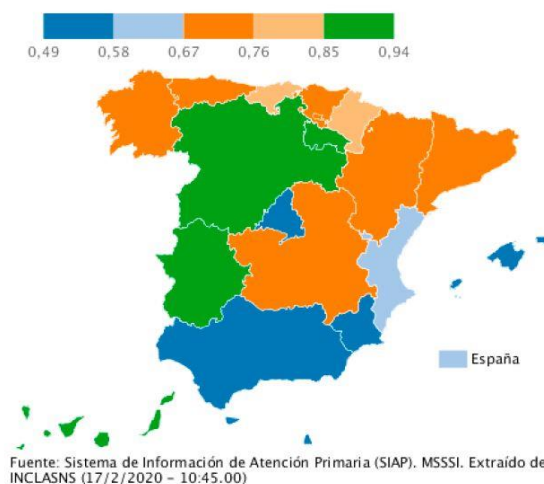 0,49 0,58 0,67 0,76 0,85 0,94
España
Fuente: Sistema de Información de Atención Primaria (SIAP). MSSSI. Extraído de
INCLASNS (17/2/2020 - 10:45.00)